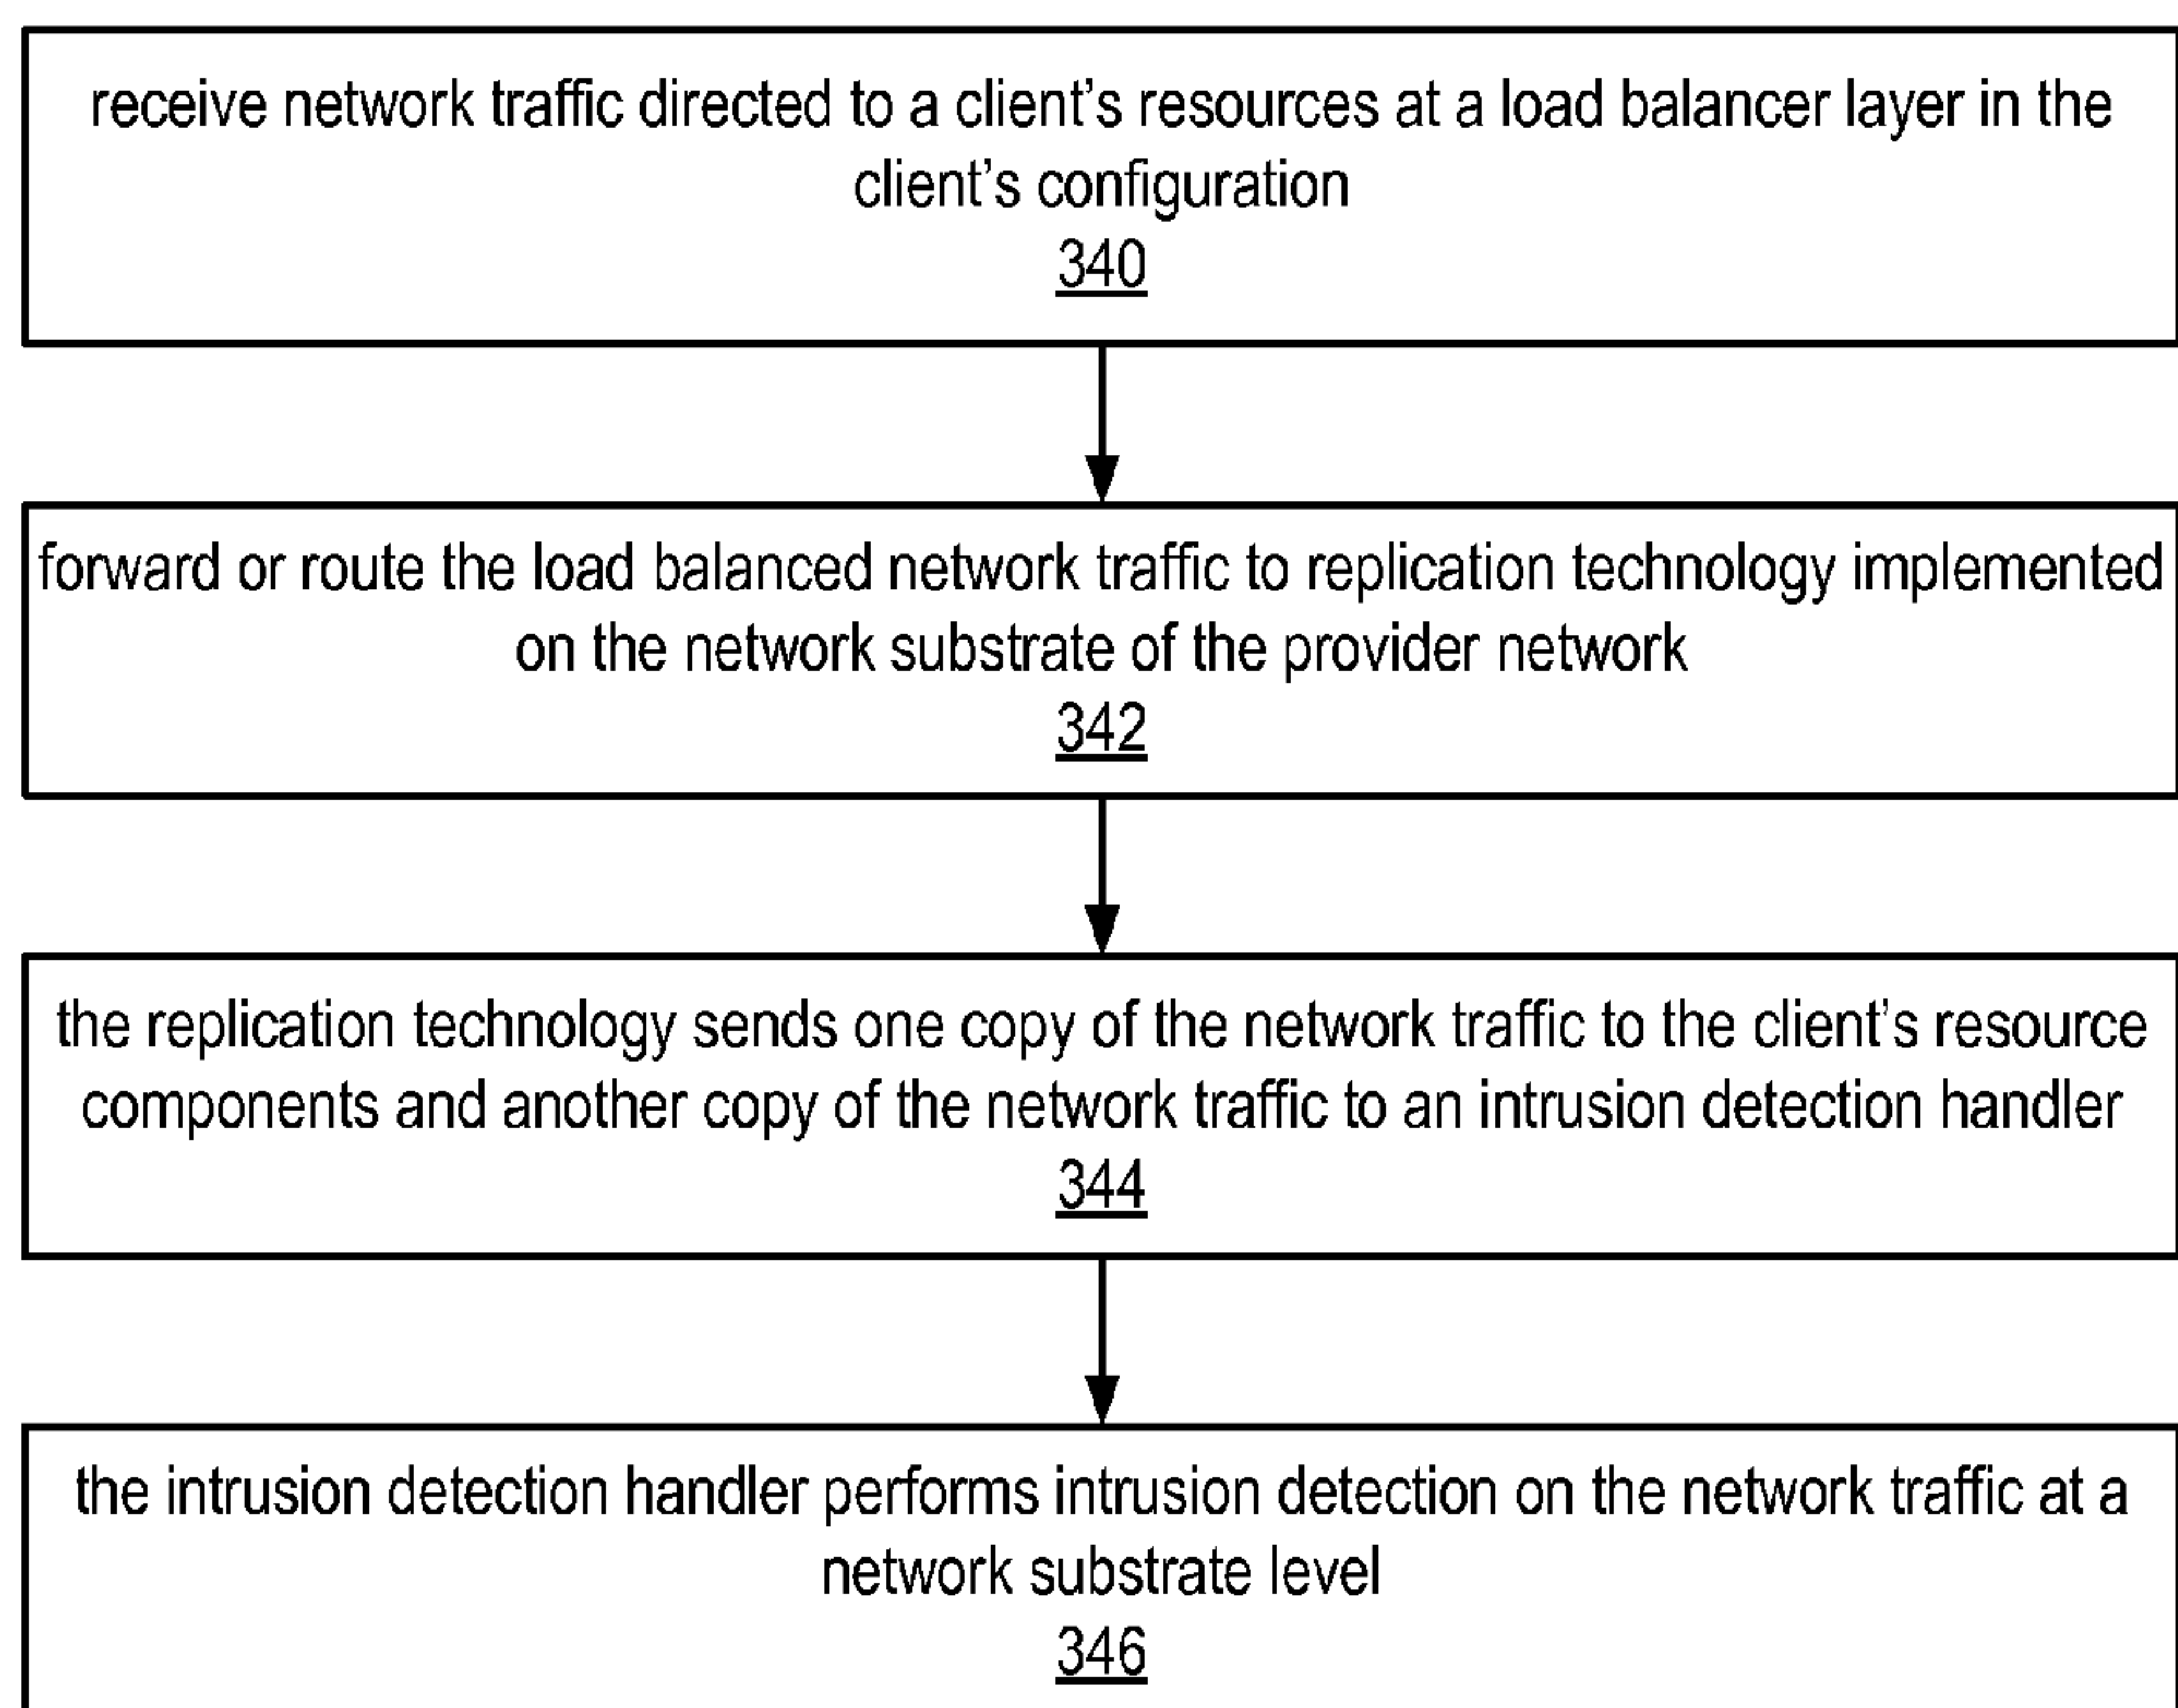 receive network traffic directed to a client's resources at a load balancer layer in the
client's configuration
340
forward or route the load balanced network traffic to replication technology implemented
on the network substrate of the provider network
342
the replication technology sends one copy of the network traffic to the client's resource
components and another copy of the network traffic to an intrusion detection handler
344
the intrusion detection handler performs intrusion detection on the network traffic at a
network substrate level
346